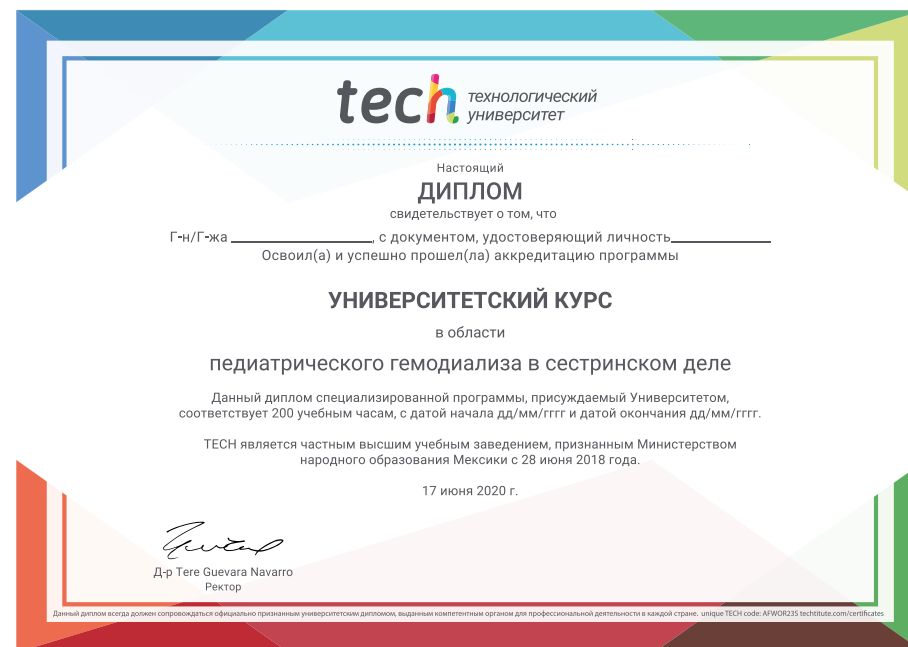 tech технологический
университет
Настоящий
ДИПЛОМ
свидетельствует о том, что
Г-н/Г-жа ________________, с документом, удостоверяющий личность____________
Освоил(а) и успешно прошел(ла) аккредитацию программы
УНИВЕРСИТЕТСКИЙ КУРС
в области
педиатрического гемодиализа в сестринском деле
Данный диплом специализированной программы, присуждаемый Университетом,
соответствует 200 учебным часам, с датой начала дд/мм/гггг и датой окончания дд/мм/гггг.
TECH является частным высшим учебным заведением, признанным Министерством
народного образования Мексики с 28 июня 2018 года.
17 июня 2020 г.
Д-р Tere Guevara Navarro
Ректор
Данный диплом всегда должен сопровождаться официально признанным университетским дипломом, выданным компетентным органом для профессиональной деятельности в каждой стране. unique TECH code: AFWOR23S techtitute.com/certificates